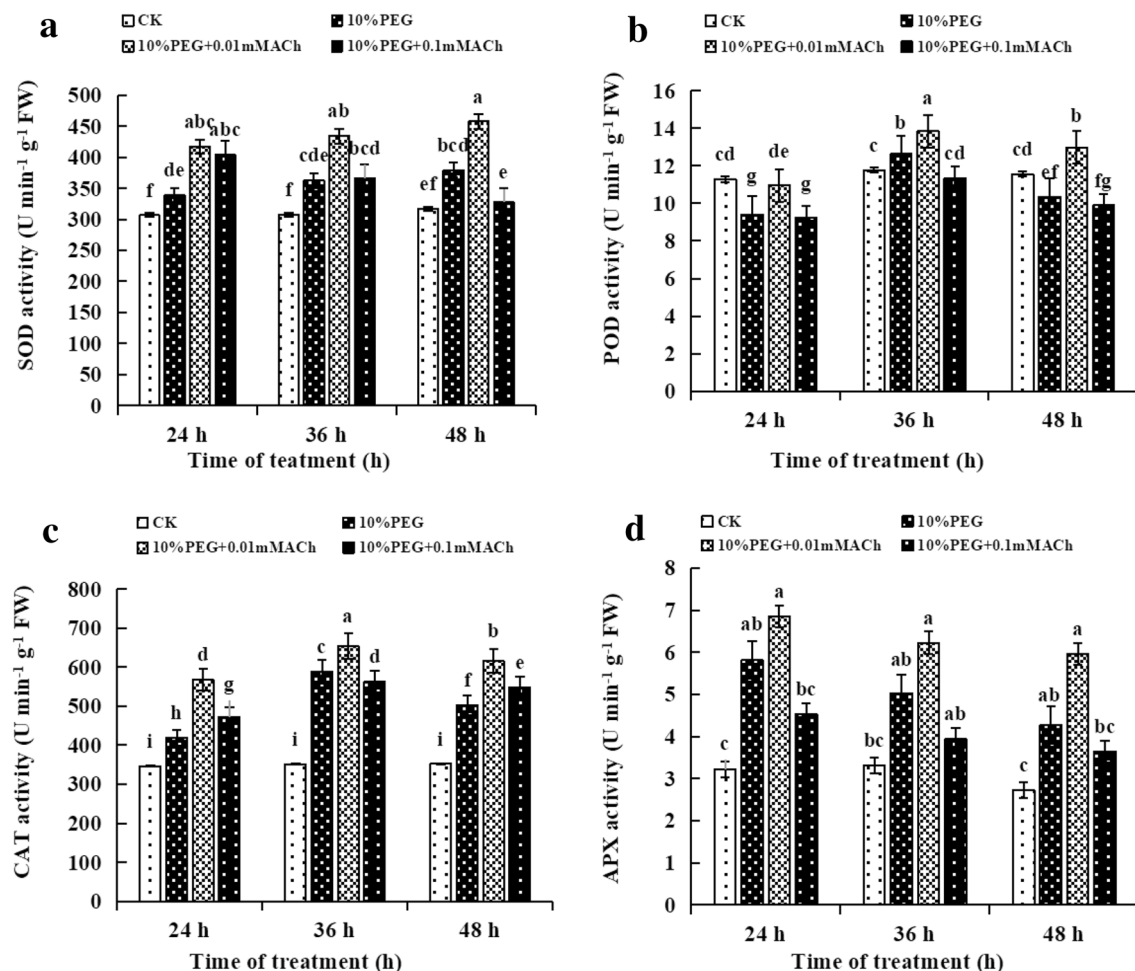 a
CK
10%PEG
10%PEG+0.01mMACh
10%PEG+0.1mMACh
SOD activity (U min⁻¹ g⁻¹ FW)
500
450
400
350
300
250
200
150
100
50
0
f de abc abc
f cde ab bcd
ef bcd a e
24 h 36 h 48 h
Time of teatment (h)
b
CK
10%PEG
10%PEG+0.01mMACh
10%PEG+0.1mMACh
POD activity (U min⁻¹ g⁻¹ FW)
16
14
12
10
8
6
4
2
0
cd g de g
c b a cd
cd ef b fg
24 h 36 h 48 h
Time of treatment (h)
c
CK
10%PEG
10%PEG+0.01mMACh
10%PEG+0.1mMACh
CAT activity (U min⁻¹ g⁻¹ FW)
800
700
600
500
400
300
200
100
0
i h d g
i c a d
i f b e
24 h 36 h 48 h
Time of treatment (h)
d
CK
10%PEG
10%PEG+0.01mMACh
10%PEG+0.1mMACh
APX activity (U min⁻¹ g⁻¹ FW)
8
7
6
5
4
3
2
1
0
c ab a bc
bc ab a ab
c ab a bc
24 h 36 h 48 h
Time of treatment (h)